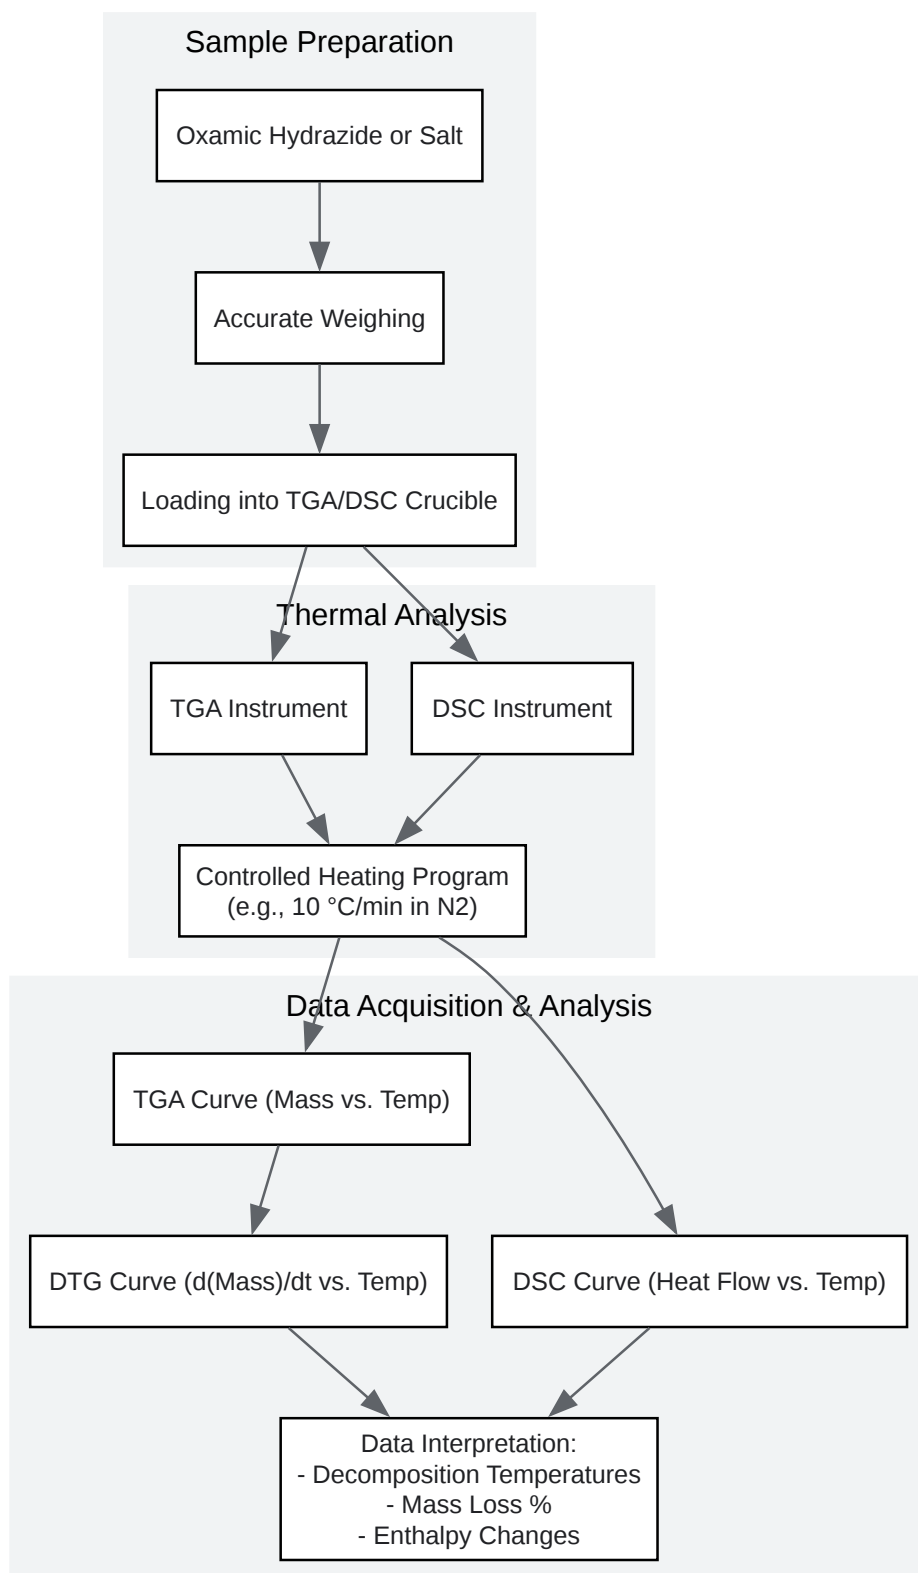 Sample Preparation
Oxamic Hydrazide or Salt
Accurate Weighing
Loading into TGA/DSC Crucible
Thermal Analysis
TGA Instrument
DSC Instrument
Controlled Heating Program
(e.g., 10 °C/min in N2)
Data Acquisition & Analysis
TGA Curve (Mass vs. Temp)
DTG Curve (d(Mass)/dt vs. Temp)
DSC Curve (Heat Flow vs. Temp)
Data Interpretation:
- Decomposition Temperatures
- Mass Loss %
- Enthalpy Changes